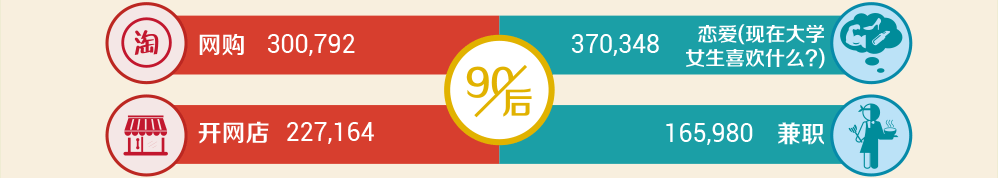 淘
网购 300,792
370,348 恋爱(现在大学
女生喜欢什么?)
90后
开网店 227,164
165,980 兼职